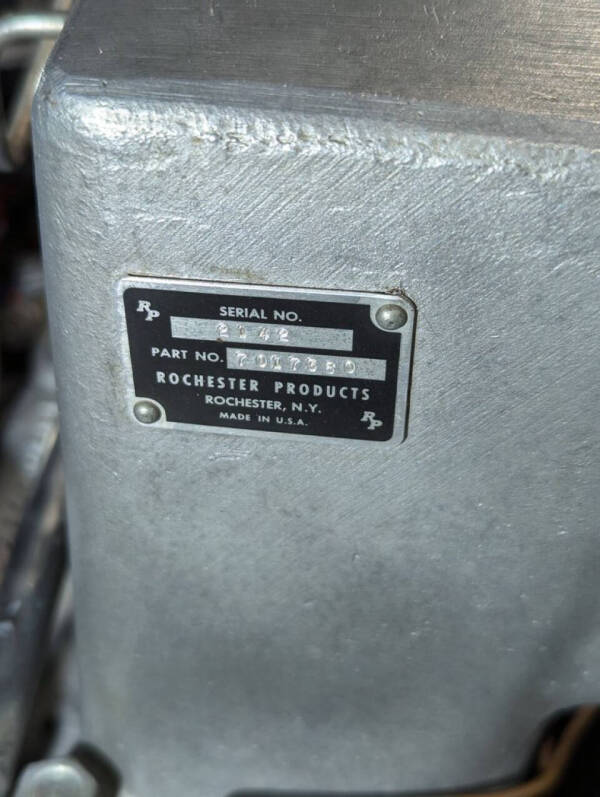 RP SERIAL NO.
2142
PART NO. 7017380
ROCHESTER PRODUCTS
ROCHESTER, N.Y.
MADE IN U.S.A. RP